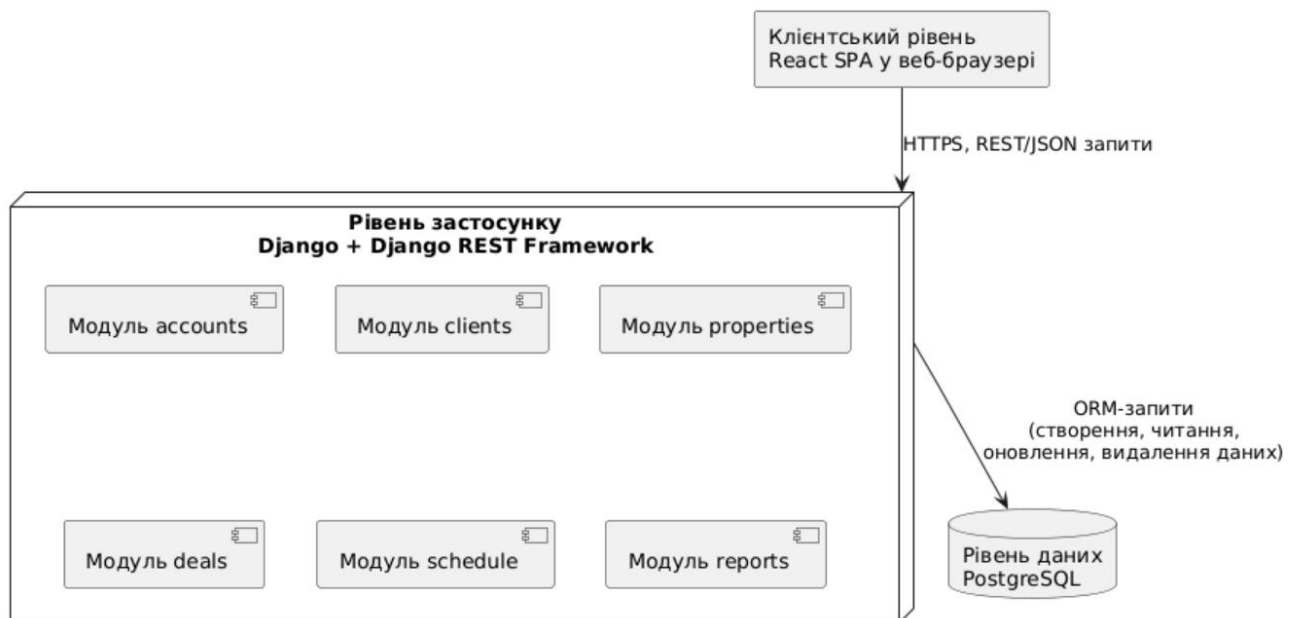 Клієнтський рівень
React SPA у веб-браузері
HTTPS, REST/JSON запити
Рівень застосунку
Django + Django REST Framework
Модуль accounts
Модуль clients
Модуль properties
ORM-запити
(створення, читання,
оновлення, видалення даних)
Модуль deals
Модуль schedule
Модуль reports
Рівень даних
PostgreSQL